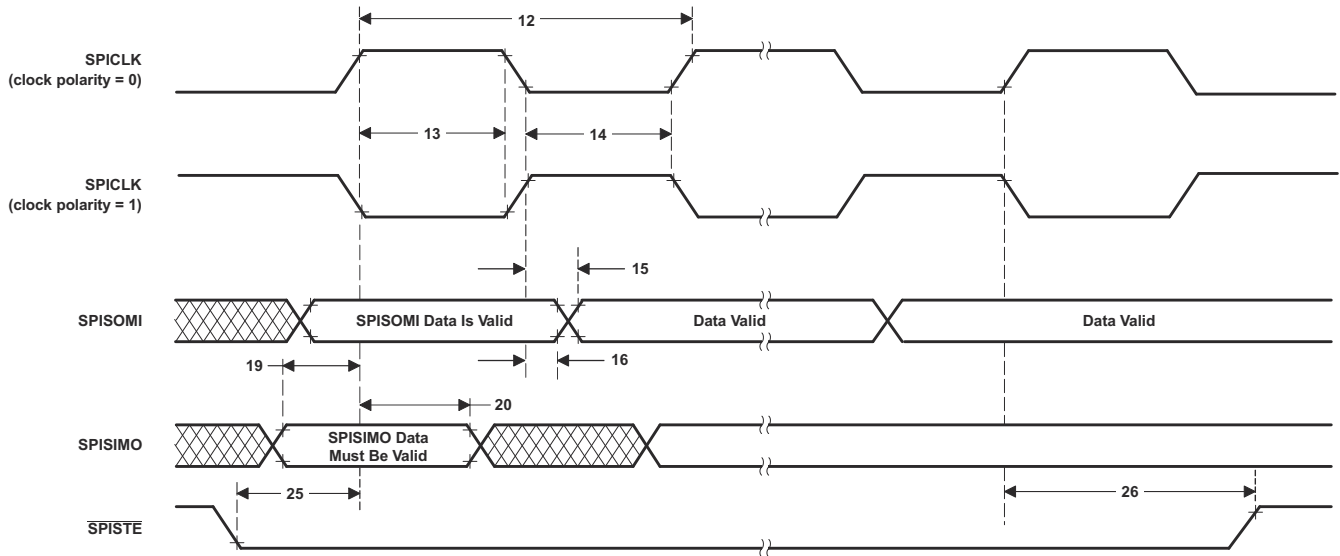 12
SPICLK
(clock polarity = 0)
13
14
SPICLK
(clock polarity = 1)
15
SPISOMI
SPISOMI Data Is Valid
Data Valid
Data Valid
19
16
20
SPISIMO
SPISIMO Data
Must Be Valid
25
26
SPISTE